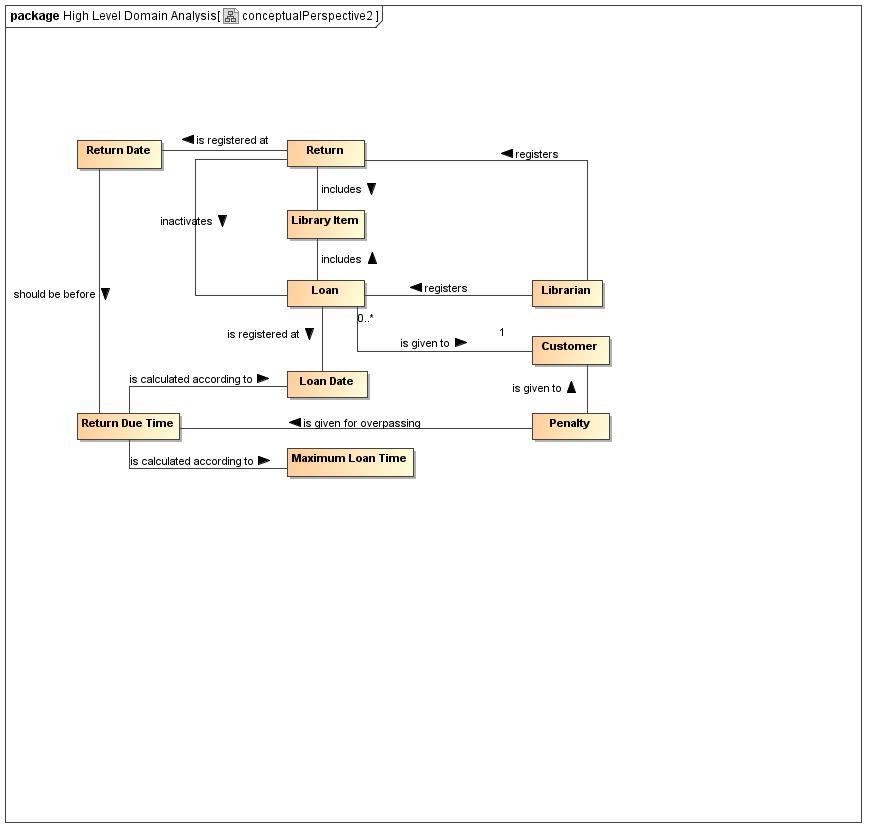 package High Level Domain Analysis[ conceptualPerspective2 ]
is registered at
Return Date
Return
registers
includes
inactivates
Library Item
includes
should be before
Loan
registers
Librarian
0..*
is registered at
1
is given to
Customer
is calculated according to
Loan Date
is given to
Return Due Time
is given for overpassing
Penalty
is calculated according to
Maximum Loan Time